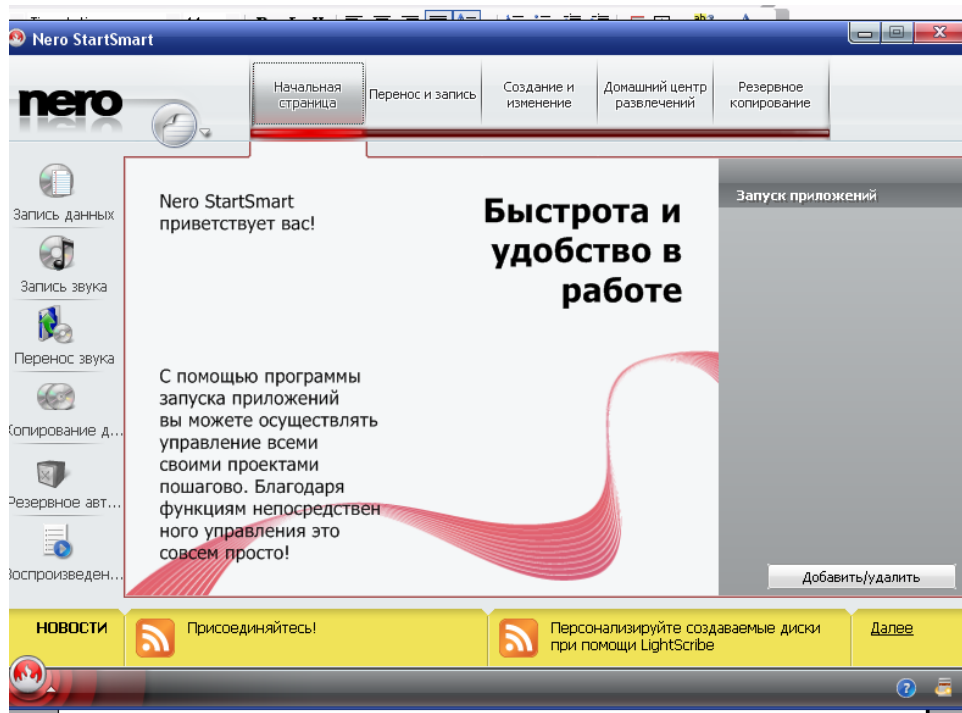 Nero StartSmart
nero
Начальная
страница
Перенос и запись
Создание и
изменение
Домашний центр
развлечений
Резервное
копирование
Запись данных
Запись звука
Перенос звука
Копирование д...
Резервное авт...
Воспроизведен...
Nero StartSmart
приветствует вас!
Быстрота и
удобство в
работе
С помощью программы
запуска приложений
вы можете осуществлять
управление всеми
своими проектами
пошагово. Благодаря
функциям непосредствен
ного управления это
совсем просто!
Запуск приложений
Добавить/удалить
НОВОСТИ
Присоединяйтесь!
Персонализируйте создаваемые диски
при помощи LightScribe
Далее